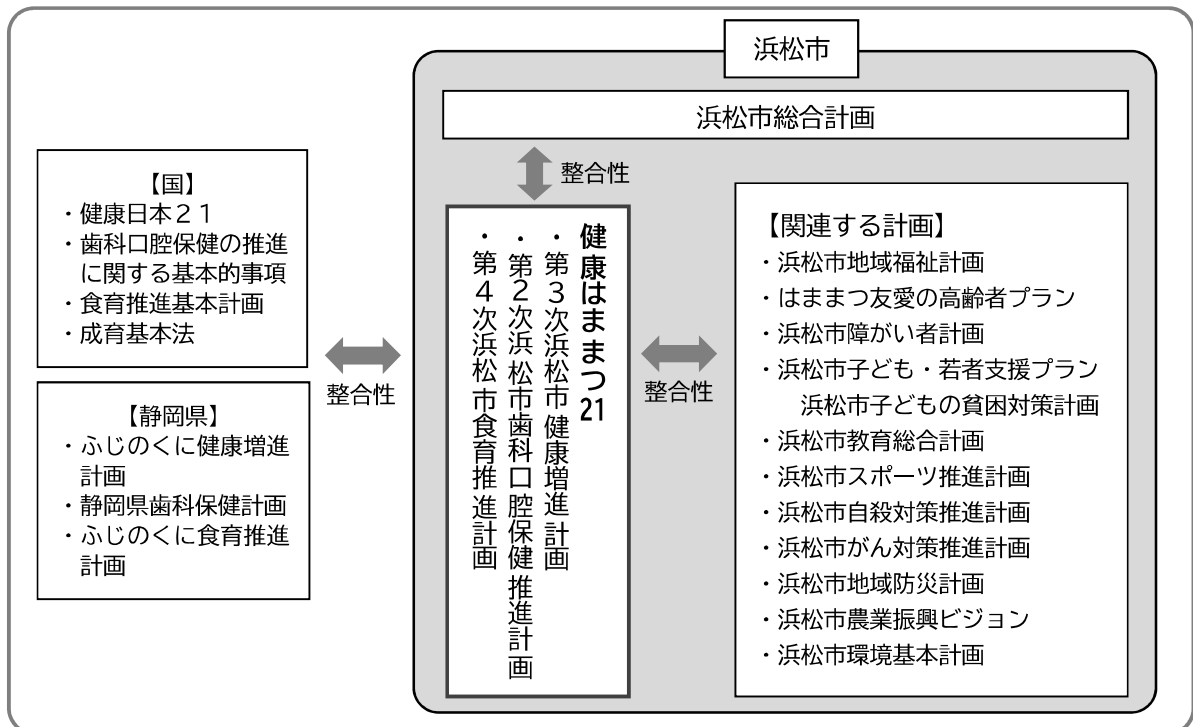 浜松市
浜松市総合計画
整合性
【国】
・健康日本２１
・歯科口腔保健の推進
に関する基本的事項
・食育推進基本計画
・成育基本法
【静岡県】
・ふじのくに健康増進
計画
・静岡県歯科保健計画
・ふじのくに食育推進
計画
整合性
健康はままつ21
・第３次浜松市健康増進計画
・第２次浜松市歯科口腔保健推進計画
・第４次浜松市食育推進計画
整合性
【関連する計画】
・浜松市地域福祉計画
・はままつ友愛の高齢者プラン
・浜松市障がい者計画
・浜松市子ども・若者支援プラン
浜松市子どもの貧困対策計画
・浜松市教育総合計画
・浜松市スポーツ推進計画
・浜松市自殺対策推進計画
・浜松市がん対策推進計画
・浜松市地域防災計画
・浜松市農業振興ビジョン
・浜松市環境基本計画